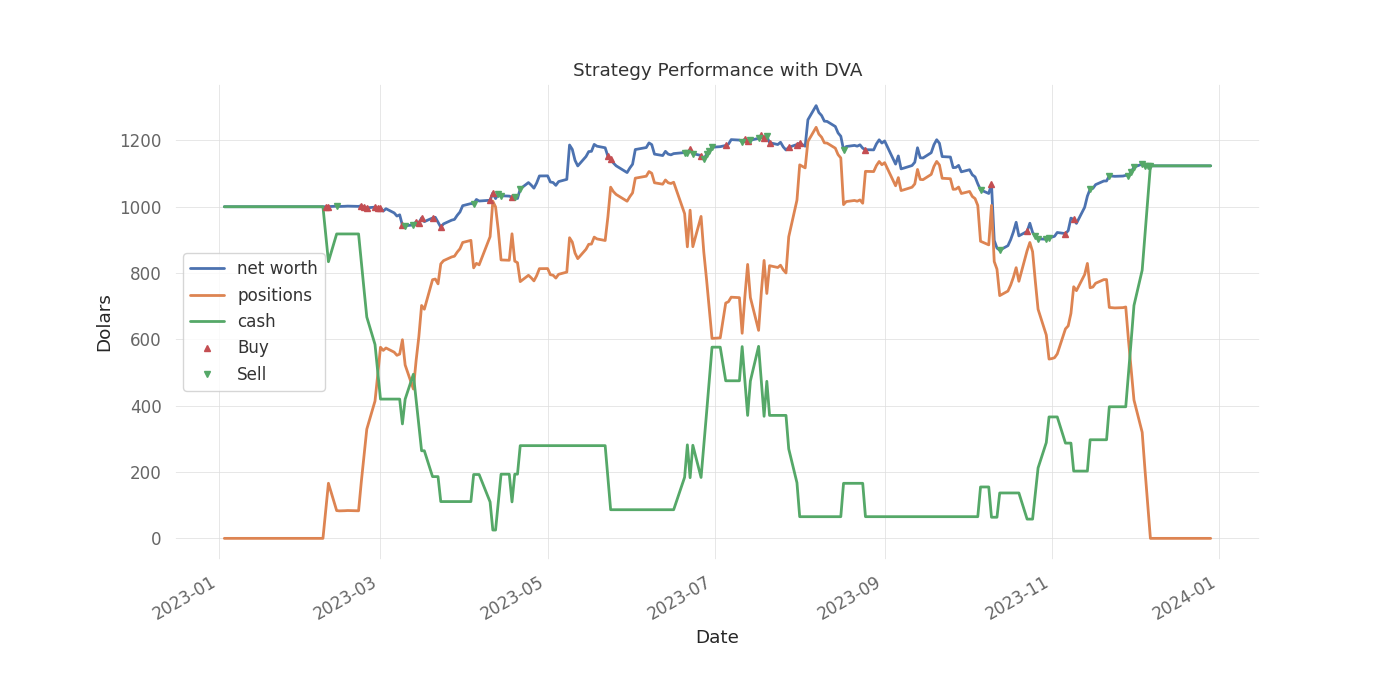 Strategy Performance with DVA
Dolars
1200
1000
800
600
400
200
0
net worth
positions
cash
Buy
Sell
2023-01
2023-03
2023-05
2023-07
2023-09
2023-11
2024-01
Date